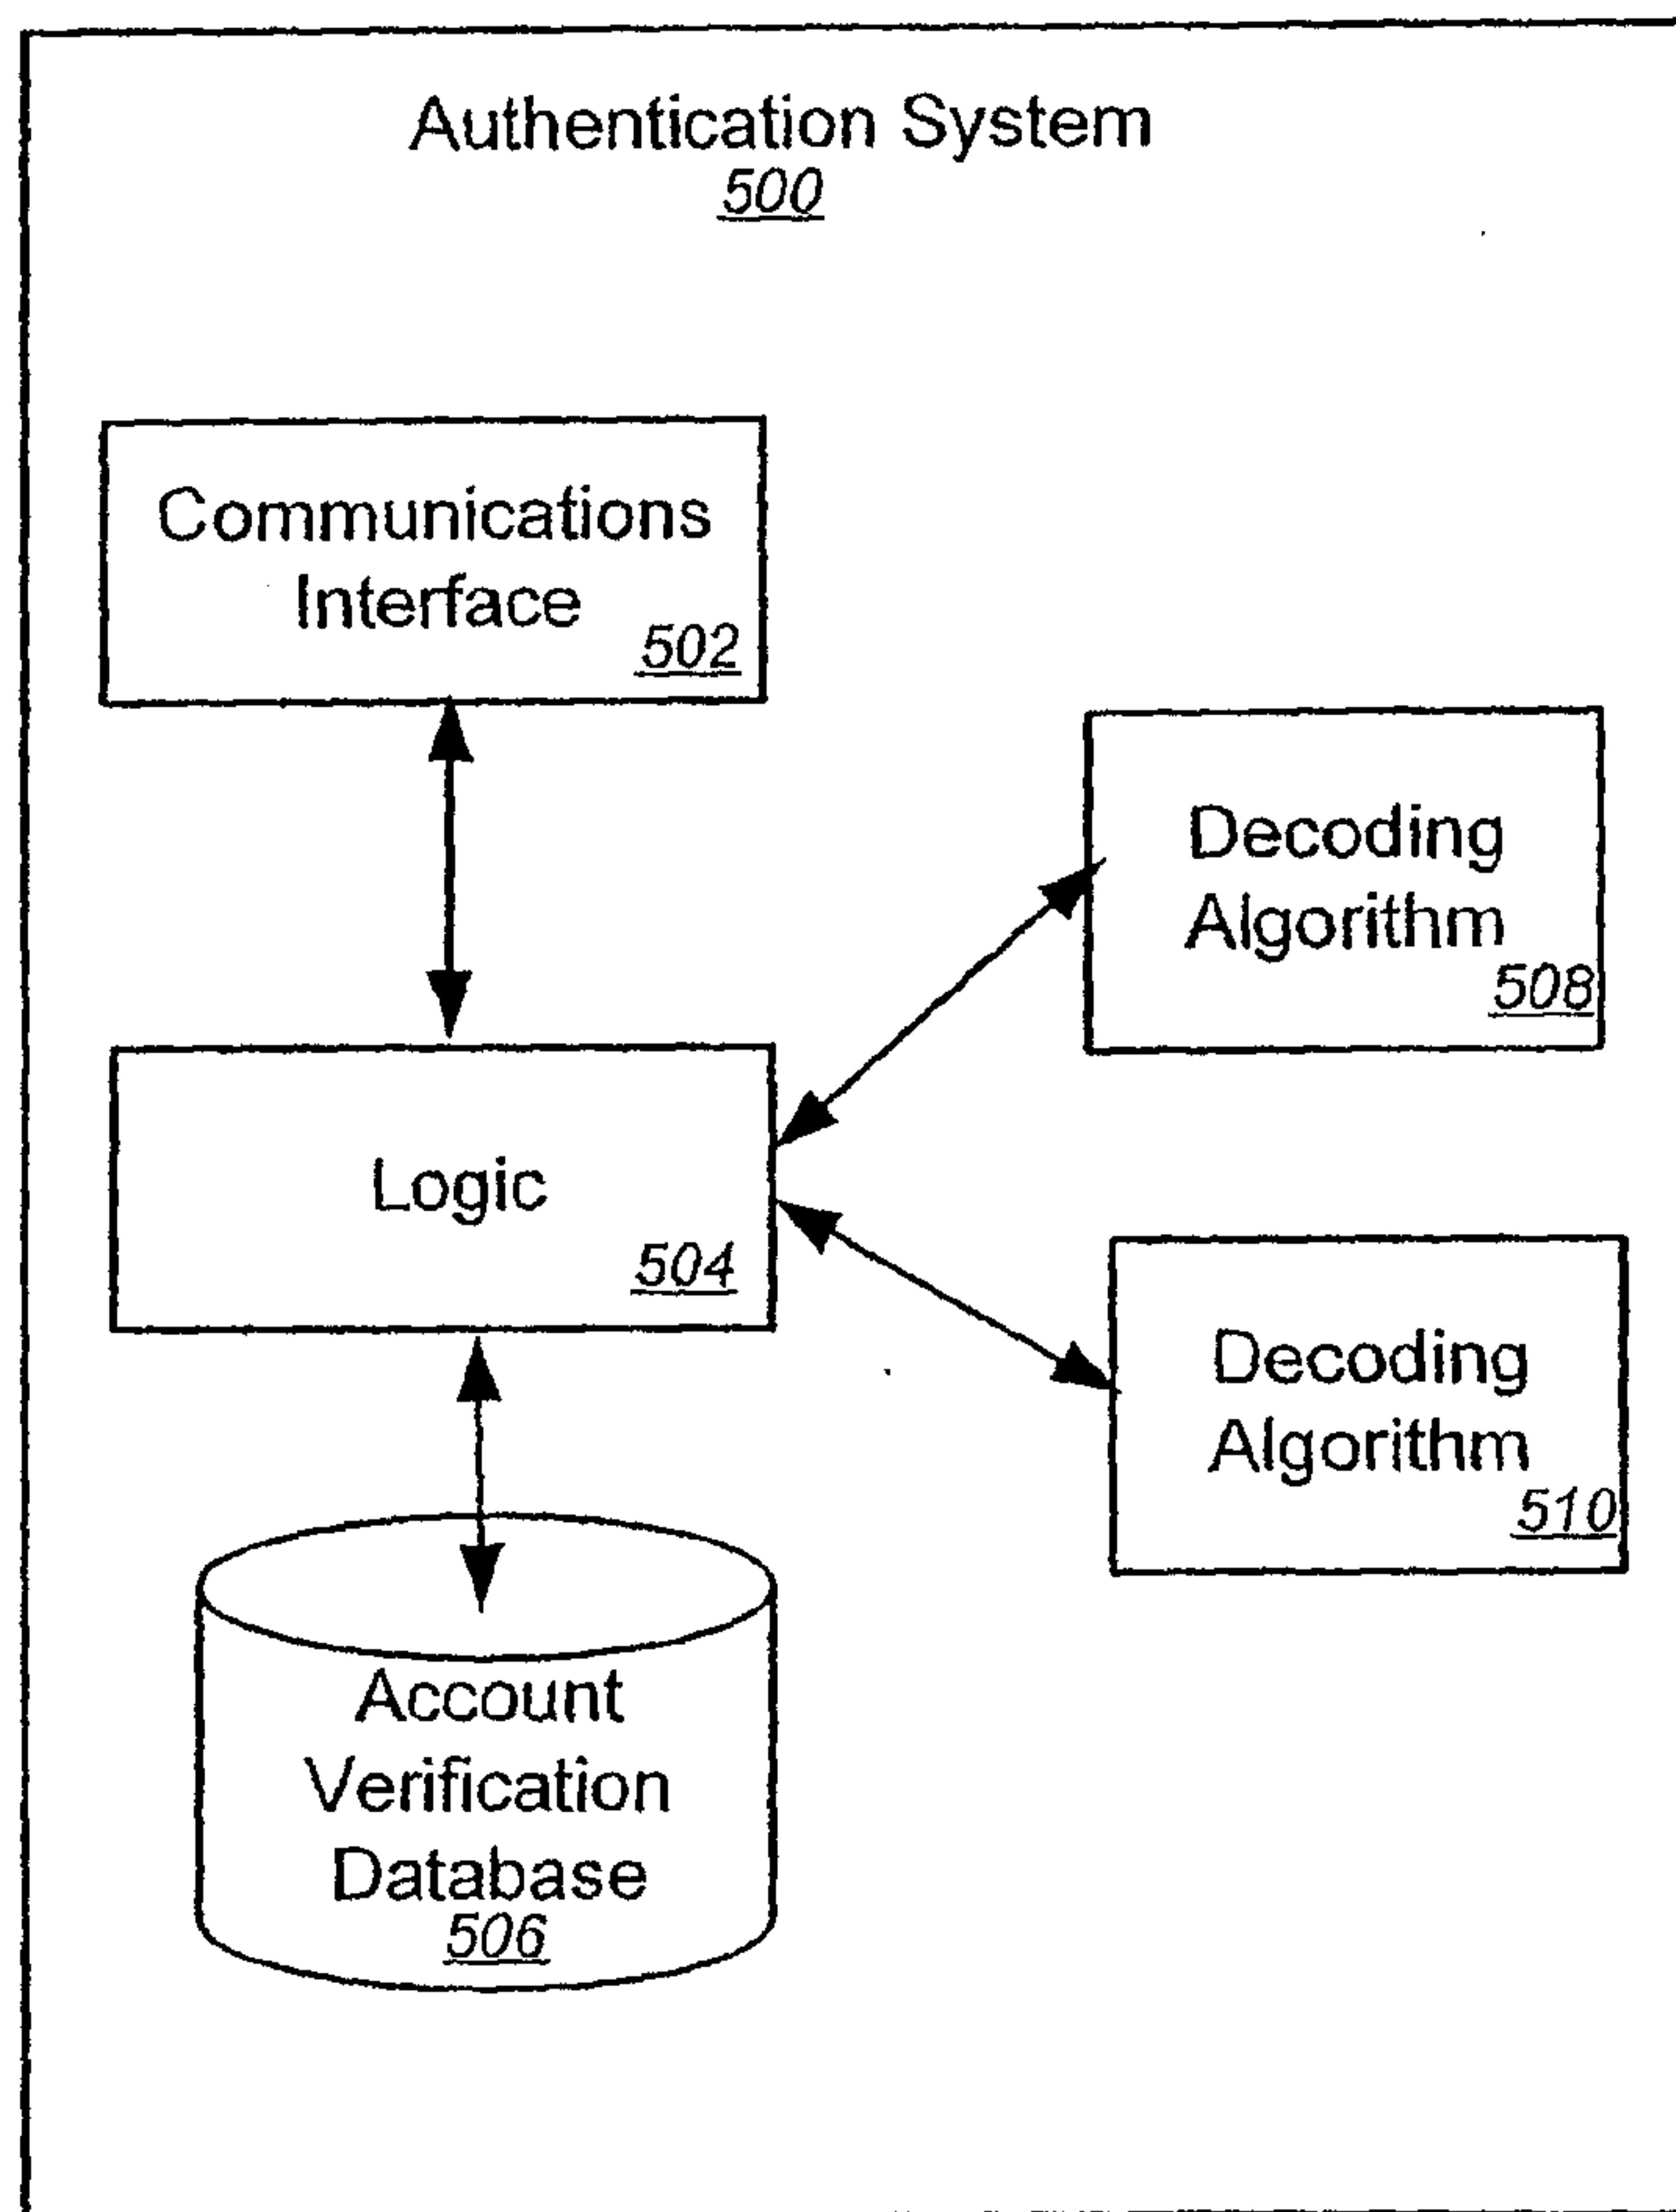 Authentication System
500
Communications
Interface
502
Decoding
Algorithm
508
Logic
504
Decoding
Algorithm
510
Account
Verification
Database
506